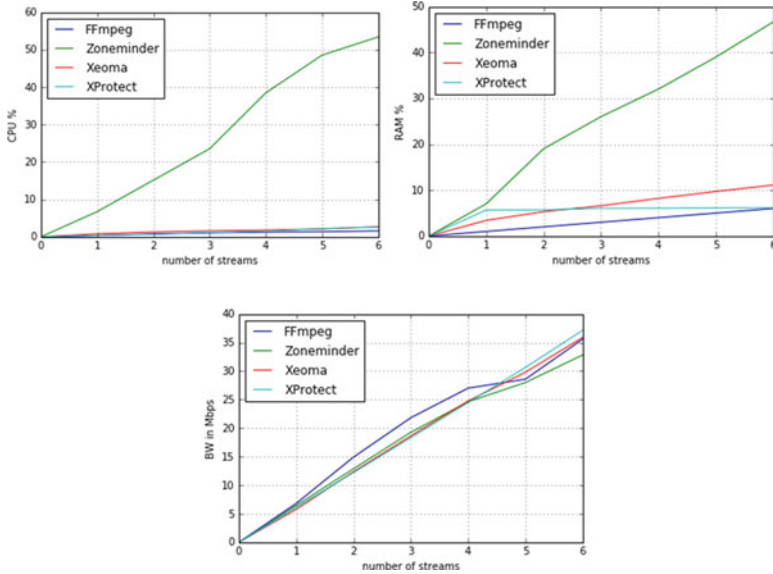 60
50
40
30
20
10
0
CPU %
FFmpeg
Zoneminder
Xeoma
XProtect
0 1 2 3 4 5 6
number of streams
50
40
30
20
10
0
RAM %
FFmpeg
Zoneminder
Xeoma
XProtect
0 1 2 3 4 5 6
number of streams
40
35
30
25
20
15
10
5
0
BW in Mbps
FFmpeg
Zoneminder
Xeoma
XProtect
0 1 2 3 4 5 6
number of streams